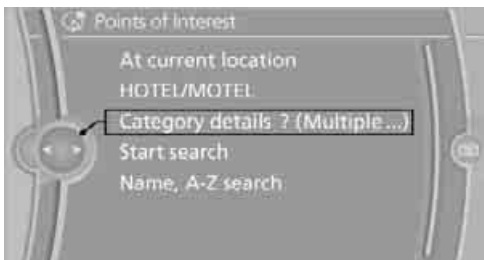 Points of Interest
At current location
HOTEL/MOTEL
Category details ? (Multiple...)
Start search
Name, A-Z search